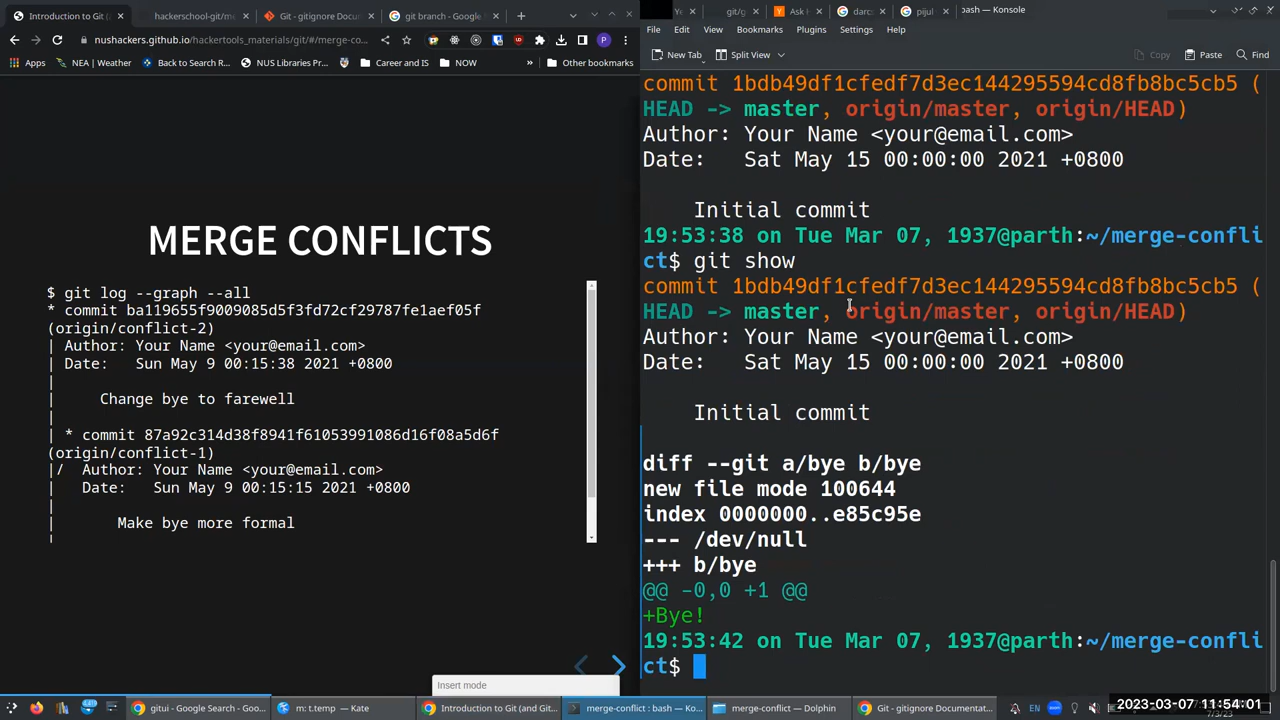 Introduction to Git (
hackerschool-git/me
Git - gitignore Docu
git branch - Google
nushackers.github.io/hackertools_materials/git/#/merge-co...
Apps
NEA | Weather
Back to Search R...
NUS Libraries Pr...
Career and IS
NOW
»
Other bookmarks
MERGE CONFLICTS
$ git log --graph --all
* commit ba119655f9009085d5f3fd72cf29787fe1aef05f
(origin/conflict-2)
| Author: Your Name <your@email.com>
| Date:   Sun May 9 00:15:38 2021 +0800
|
|     Change bye to farewell
|
| * commit 87a92c314d38f8941f61053991086d16f08a5d6f
(origin/conflict-1)
|/  Author: Your Name <your@email.com>
|   Date:   Sun May 9 00:15:15 2021 +0800
|
|       Make bye more formal
|
Insert mode
git/g
Ask H
darcs
pijul
bash — Konsole
File Edit View Bookmarks Plugins Settings Help
New Tab
Split View
Copy
Paste
Find
commit 1bdb49df1cfedf7d3ec144295594cd8fb8bc5cb5 (
HEAD -> master, origin/master, origin/HEAD)
Author: Your Name <your@email.com>
Date:   Sat May 15 00:00:00 2021 +0800
Initial commit
19:53:38 on Tue Mar 07, 1937@parth:~/merge-confli
ct$ git show
commit 1bdb49df1cfedf7d3ec144295594cd8fb8bc5cb5 (
HEAD -> master, origin/master, origin/HEAD)
Author: Your Name <your@email.com>
Date:   Sat May 15 00:00:00 2021 +0800
Initial commit
diff --git a/bye b/bye
new file mode 100644
index 0000000..e85c95e
--- /dev/null
+++ b/bye
@@ -0,0 +1 @@
+Bye!
19:53:42 on Tue Mar 07, 1937@parth:~/merge-confli
ct$
gitui - Google Search - Goo...
m: t.temp — Kate
Introduction to Git (and Git...
merge-conflict : bash — Ko...
merge-conflict — Dolphin
Git - gitignore Documentat...
EN
2023-03-07 11:54:01
7/3/23